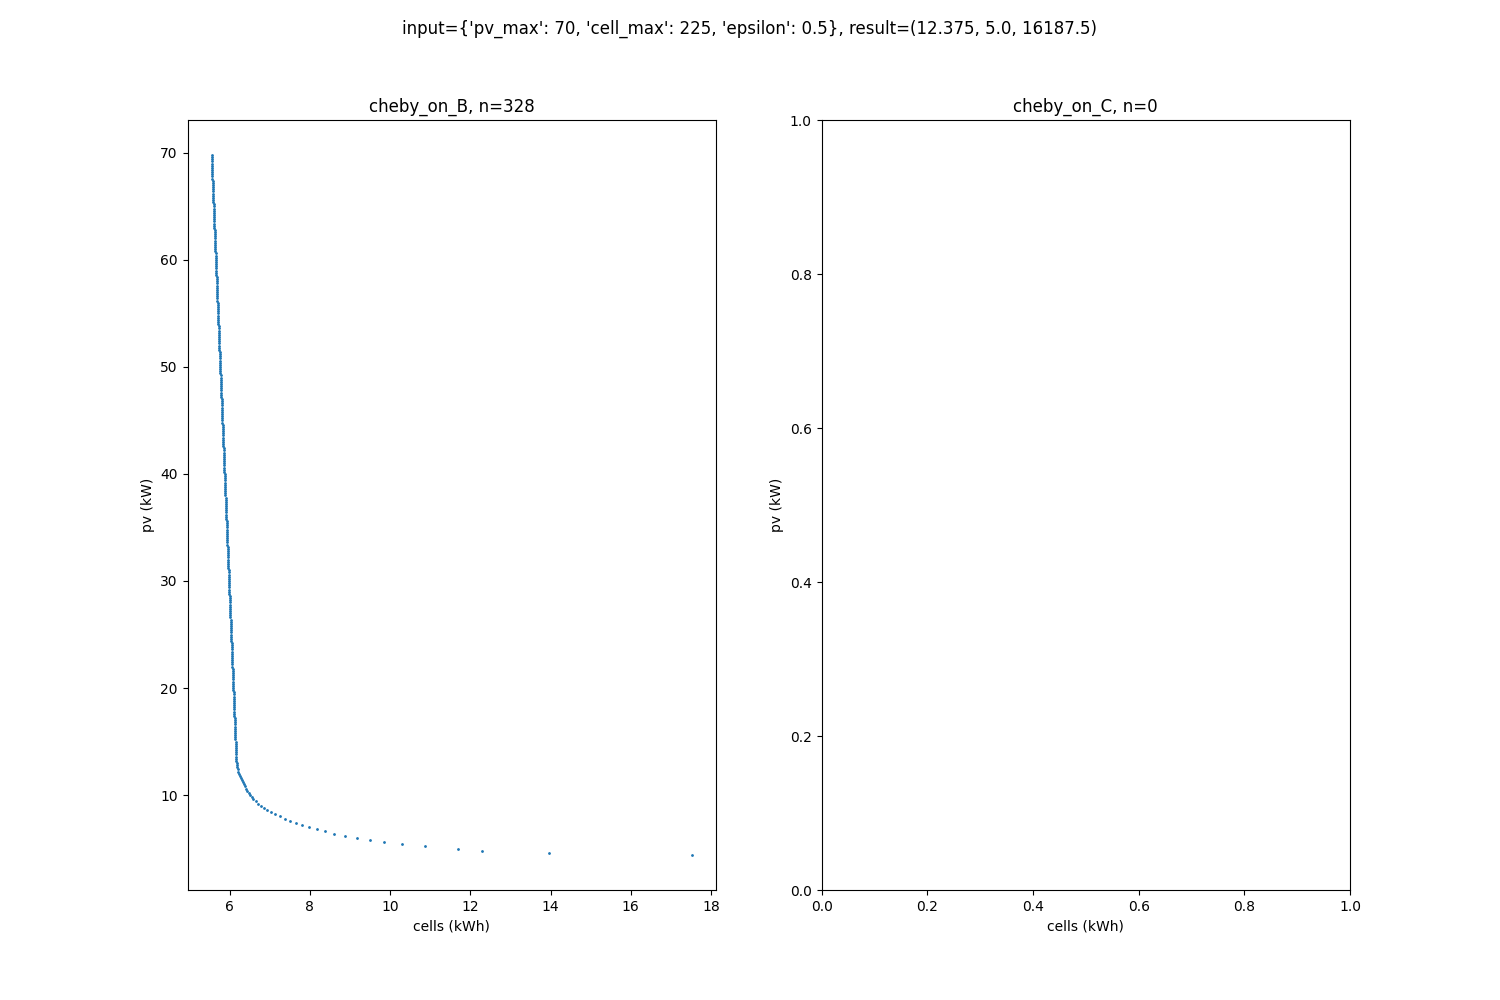 input={'pv_max': 70, 'cell_max': 225, 'epsilon': 0.5}, result=(12.375, 5.0, 16187.5)
cheby_on_B, n=328
70
60
50
40
30
20
10
pv (kW)
6 8 10 12 14 16 18
cells (kWh)
cheby_on_C, n=0
1.0
0.8
0.6
0.4
0.2
0.0
pv (kW)
0.0 0.2 0.4 0.6 0.8 1.0
cells (kWh)